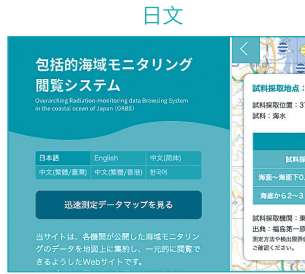 日文
包括的海域モニタリング
閲覧システム
Overarching Radiation-monitoring data Browsing System
in the coastal ocean of Japan (ORBS)
日本語 English 中文(简体)
中文(繁體/臺灣) 中文(繁體/香港) 한국어
迅速測定データマップを見る
当サイトは、各機関が公開した海域モニタリン
グのデータを地図上に集約し、一元的に閲覧で
きるようしたWebサイトです。
試料採取地点：
試料採取位置：3
試料：海水
試料採
海面～海面下0.
海底から2～3
試料採取機関：東
出典：福島第一原
測定方法や検出限界値
ご確認ください。